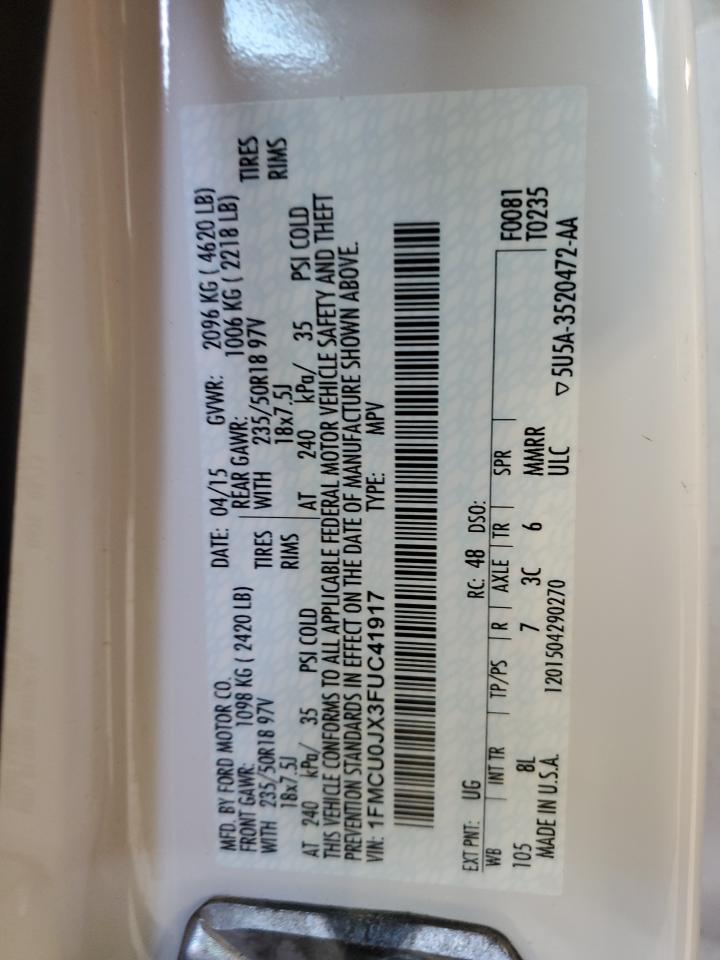 MFD. BY FORD MOTOR CO.
DATE: 04/15 GVWR: 2096 KG ( 4620 LB)
FRONT GAWR: 1098 KG ( 2420 LB) REAR GAWR: 1006 KG ( 2218 LB)
WITH 235/50R18 97V TIRES WITH 235/50R18 97V TIRES
18x7.5J RIMS 18x7.5J RIMS
AT 240 kPa/ 35 PSI COLD AT 240 kPa/ 35 PSI COLD
THIS VEHICLE CONFORMS TO ALL APPLICABLE FEDERAL MOTOR VEHICLE SAFETY AND THEFT
PREVENTION STANDARDS IN EFFECT ON THE DATE OF MANUFACTURE SHOWN ABOVE.
VIN: 1FMCU0JX3FUC41917 TYPE: MPV
EXT PNT: UG RC: 48 DSO:
WB INT TR TP/PS R AXLE TR SPR F0081
105 8L 7 3C 6 MMRR T0235
MADE IN U.S.A. 1201504290270 ULC ▽5U5A-3520472-AA